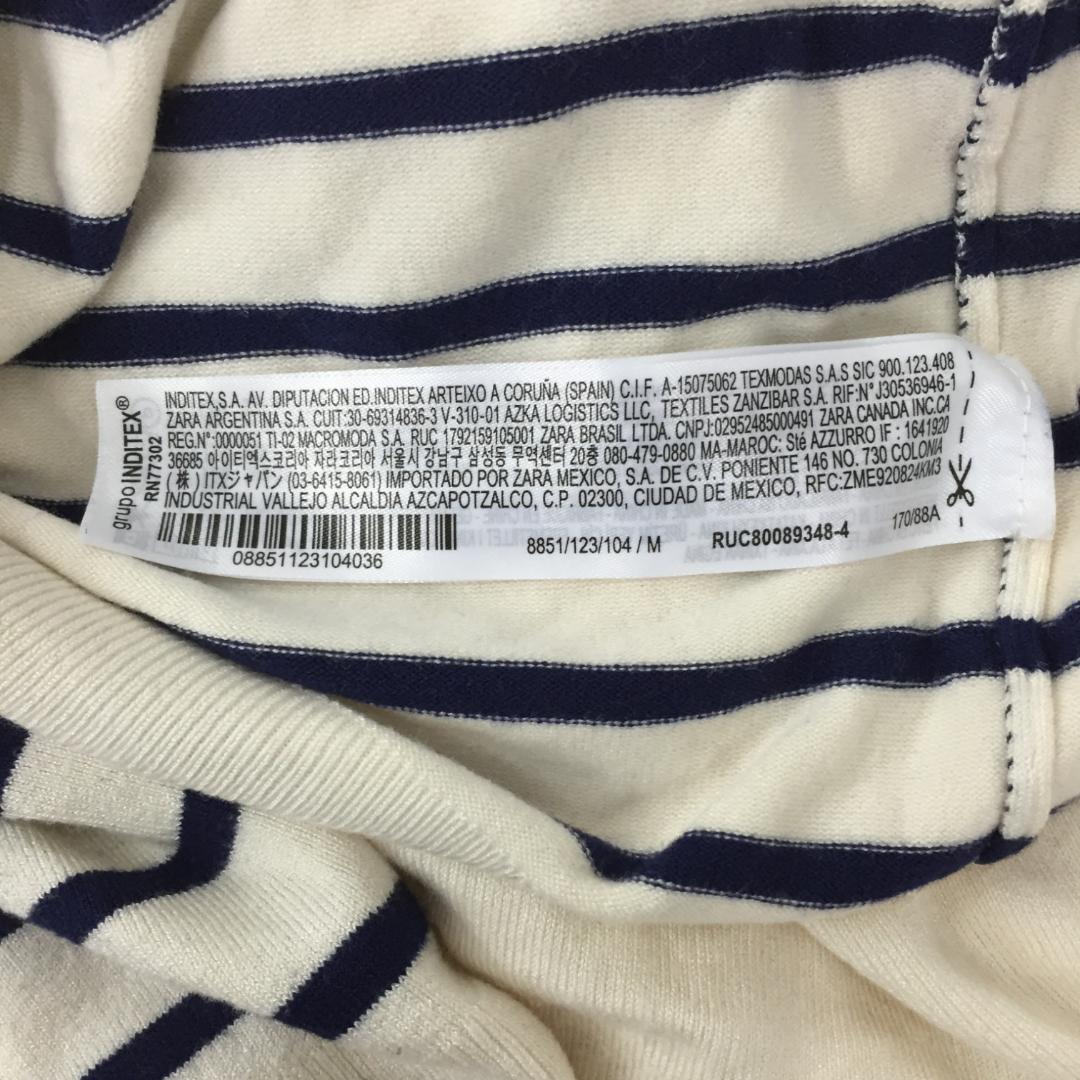 grupo INDITEX®
RN77302
INDITEX,S.A. AV. DIPUTACION ED.INDITEX ARTEIXO A CORUÑA (SPAIN) C.I.F. A-15075062 TEXMODAS S.A.S SIC 900.123.408
ZARA ARGENTINA S.A. CUIT:30-69314836-3 V-310-01 AZKA LOGISTICS LLC, TEXTILES ZANZIBAR S.A. RIF:N°J30536946-1
REG.N°:0000051 TI-02 MACROMODA S.A. RUC 1792159105001 ZARA BRASIL LTDA. CNPJ:02952485000491 ZARA CANADA INC.CA
36685 아이티엑스코리아 자라코리아 서울시 강남구 삼성동 무역센터 20층 080-479-0880 MA-MAROC: Sté AZZURRO IF : 1641920
(株) ITXジャパン (03-6415-8061) IMPORTADO POR ZARA MEXICO, S.A. DE C.V. PONIENTE 146 NO. 730 COLONIA
INDUSTRIAL VALLEJO ALCALDIA AZCAPOTZALCO, C.P. 02300, CIUDAD DE MEXICO, RFC:ZME920824KM3
08851123104036
8851/123/104 / M
RUC80089348-4
170/88A